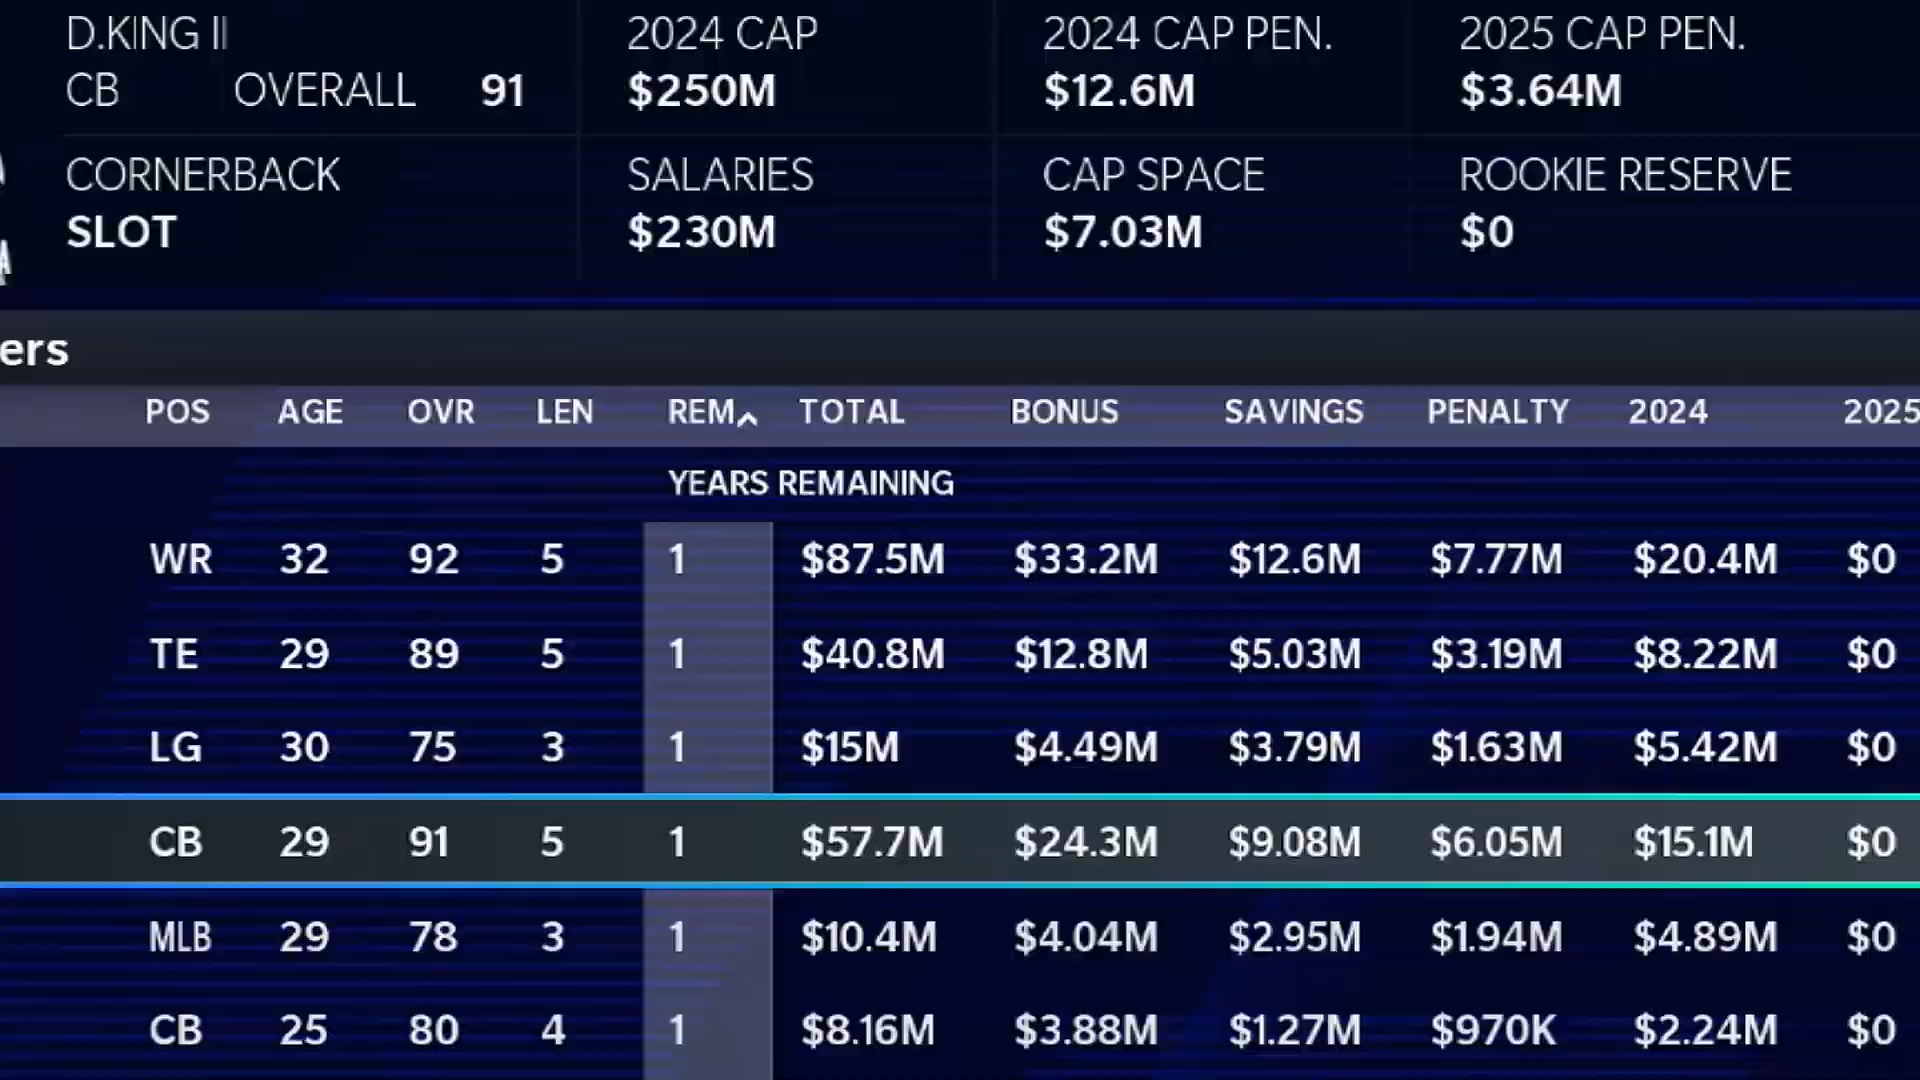 D.KING II 2024 CAP 2024 CAP PEN. 2025 CAP PEN.
CB OVERALL 91 $250M $12.6M $3.64M
CORNERBACK SALARIES CAP SPACE ROOKIE RESERVE
SLOT $230M $7.03M $0
ers
POS AGE OVR LEN REM TOTAL BONUS SAVINGS PENALTY 2024 2025
YEARS REMAINING
WR 32 92 5 1 $87.5M $33.2M $12.6M $7.77M $20.4M $0
TE 29 89 5 1 $40.8M $12.8M $5.03M $3.19M $8.22M $0
LG 30 75 3 1 $15M $4.49M $3.79M $1.63M $5.42M $0
CB 29 91 5 1 $57.7M $24.3M $9.08M $6.05M $15.1M $0
MLB 29 78 3 1 $10.4M $4.04M $2.95M $1.94M $4.89M $0
CB 25 80 4 1 $8.16M $3.88M $1.27M $970K $2.24M $0